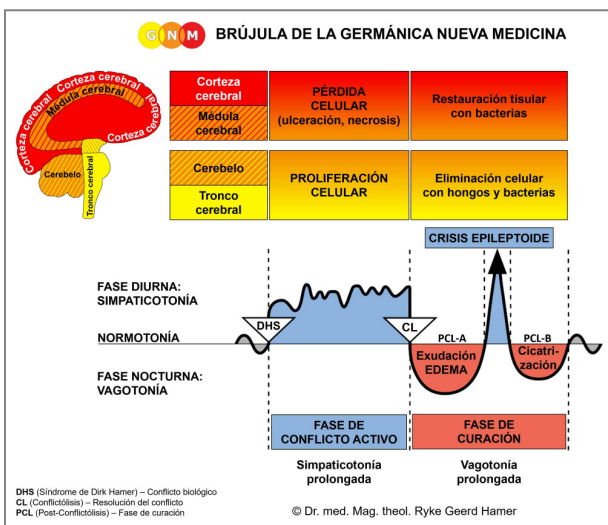 G N M BRÚJULA DE LA GERMÁNICA NUEVA MEDICINA
Corteza cerebral
Corteza cerebral
Médula cerebral
Corteza cerebral
Cerebelo
Tronco cerebral
Corteza
cerebral
Médula
cerebral
PÉRDIDA
CELULAR
(ulceración, necrosis)
Restauración tisular
con bacterias
Cerebelo
Tronco
cerebral
PROLIFERACIÓN
CELULAR
Eliminación celular
con hongos y bacterias
CRISIS EPILEPTOIDE
FASE DIURNA:
SIMPATICOTONÍA
DHS
CL
NORMOTONÍA
PCL-A
PCL-B
Exudación
EDEMA
Cicatri-
zación
FASE NOCTURNA:
VAGOTONÍA
FASE DE
CONFLICTO ACTIVO
FASE DE
CURACIÓN
Simpaticotonía
prolongada
Vagotonía
prolongada
DHS (Síndrome de Dirk Hamer) – Conflicto biológico
CL (Conflictólisis) – Resolución del conflicto
PCL (Post-Conflictólisis) – Fase de curación
© Dr. med. Mag. theol. Ryke Geerd Hamer